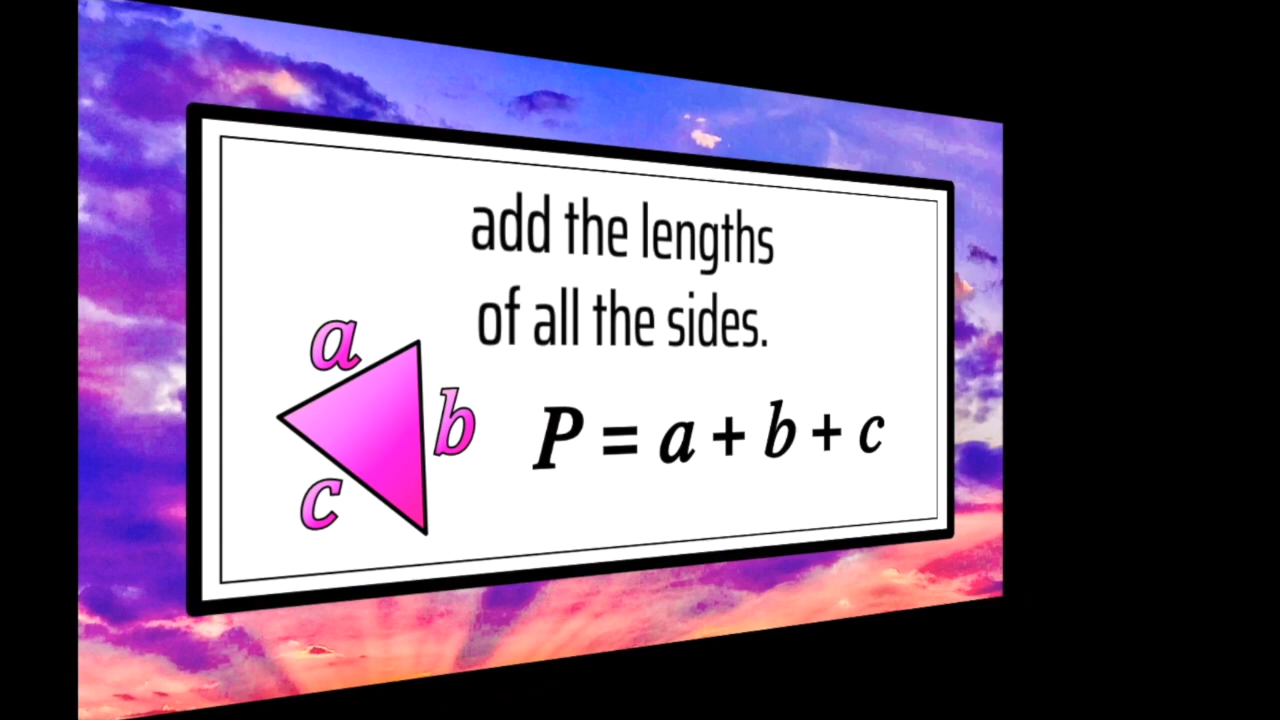 add the lengths
of all the sides.
a
b
c
P = a + b + c